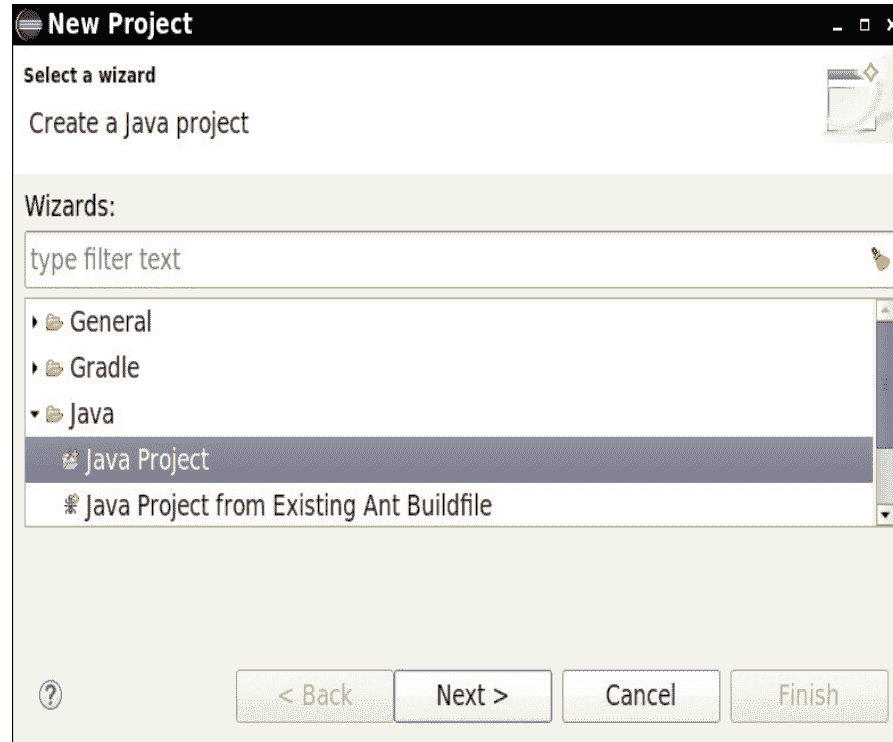 New Project
Select a wizard
Create a Java project
Wizards:
type filter text
General
Gradle
Java
Java Project
Java Project from Existing Ant Buildfile
? < Back Next > Cancel Finish